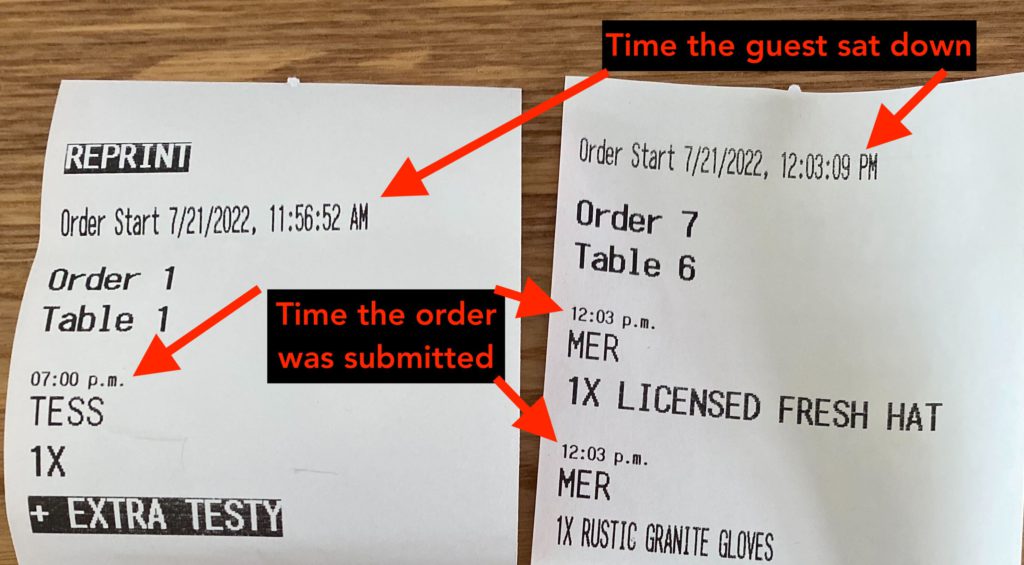 Time the guest sat down
REPRINT
Order Start 7/21/2022, 11:56:52 AM
Order 1
Table 1
07:00 p.m.
TESS
1X
+ EXTRA TESTY
Time the order
was submitted
Order Start 7/21/2022, 12:03:09 PM
Order 7
Table 6
12:03 p.m.
MER
1X LICENSED FRESH HAT
12:03 p.m.
MER
1X RUSTIC GRANITE GLOVES